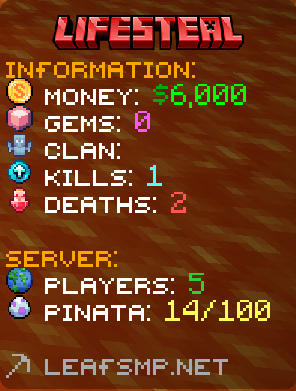 LIFESTEAL
INFORMATION:
MONEY: $6,000
GEMS: 0
CLAN:
KILLS: 1
DEATHS: 2
SERVER:
PLAYERS: 5
PINATA: 14/100
LEAFSMP.NET